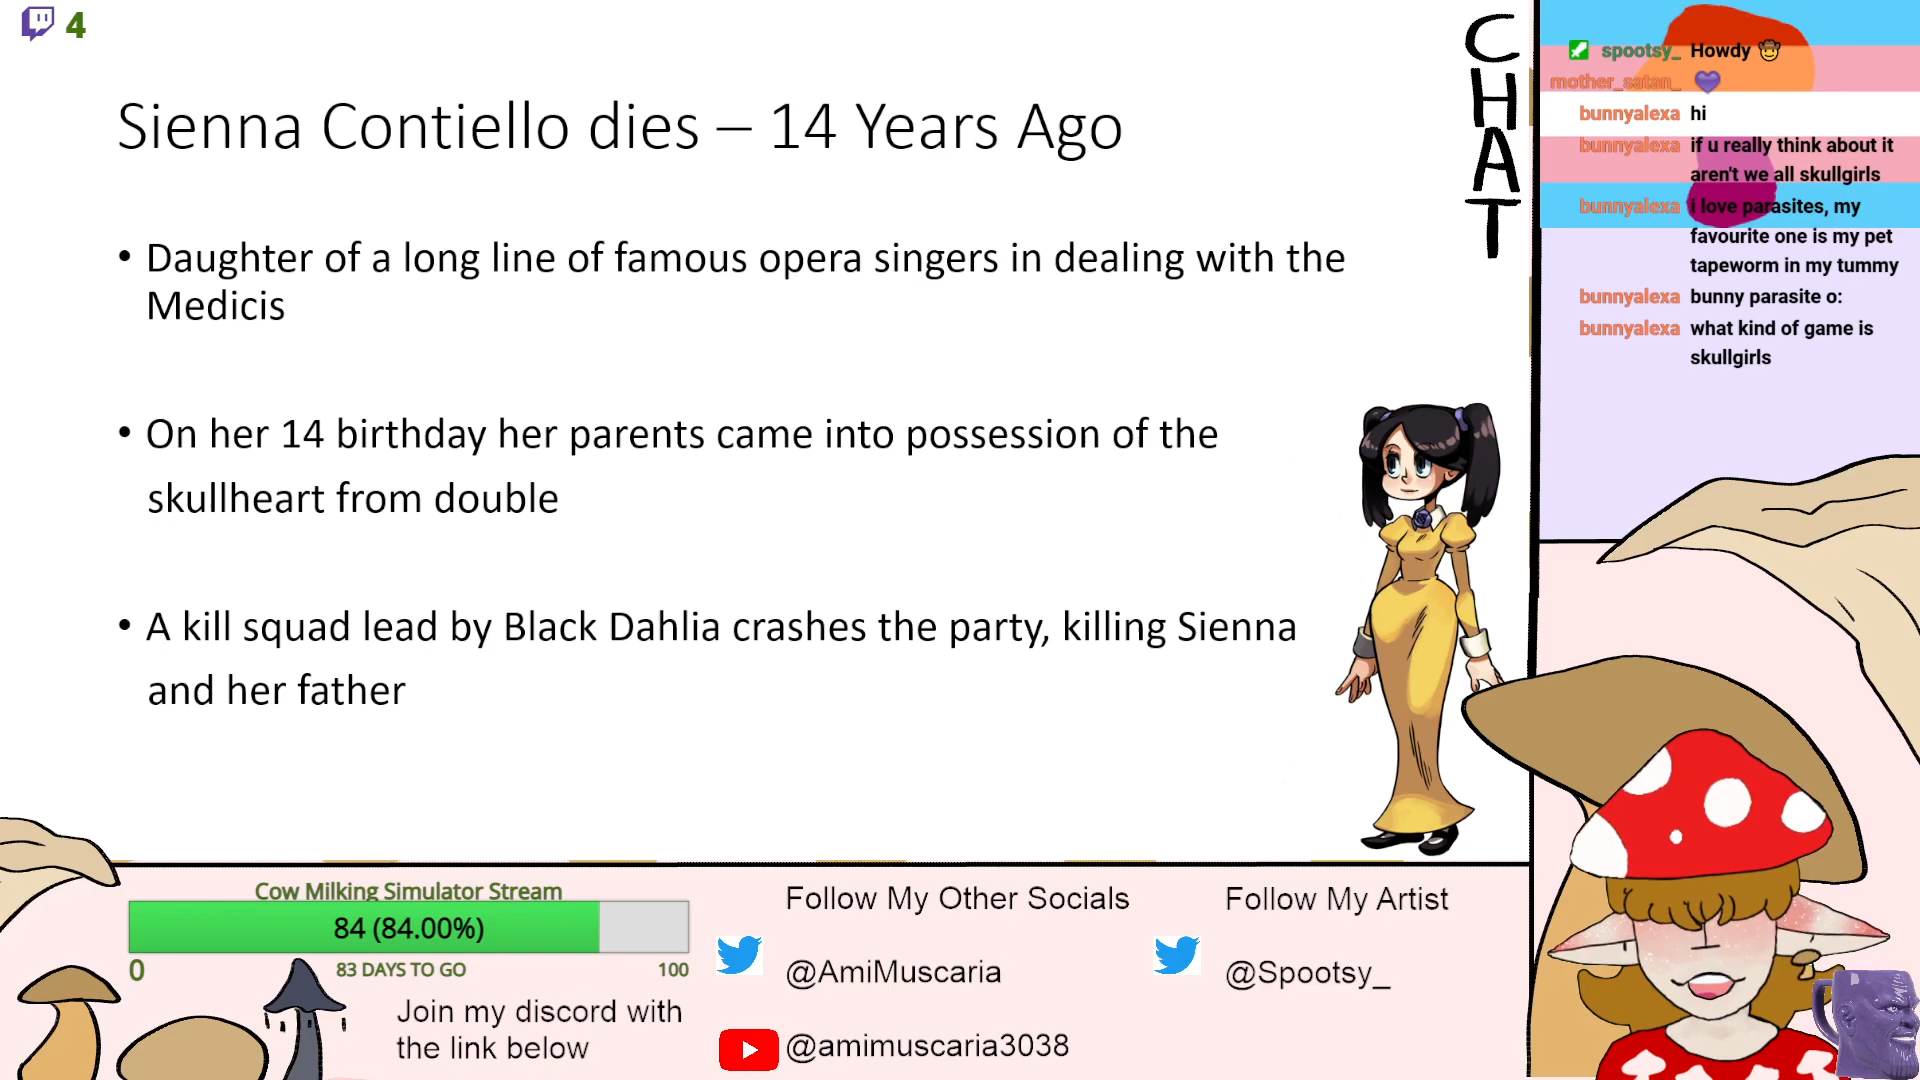 4
Sienna Contiello dies – 14 Years Ago
• Daughter of a long line of famous opera singers in dealing with the
Medicis
• On her 14 birthday her parents came into possession of the
skullheart from double
• A kill squad lead by Black Dahlia crashes the party, killing Sienna
and her father
CHAT
spootsy_ Howdy 🤠
mother_satan_ 💜
bunnyalexa hi
bunnyalexa if u really think about it
aren't we all skullgirls
bunnyalexa i love parasites, my
favourite one is my pet
tapeworm in my tummy
bunnyalexa bunny parasite o:
bunnyalexa what kind of game is
skullgirls
Cow Milking Simulator Stream
84 (84.00%)
0 83 DAYS TO GO 100
Join my discord with
the link below
Follow My Other Socials
@AmiMuscaria
@amimuscaria3038
Follow My Artist
@Spootsy_